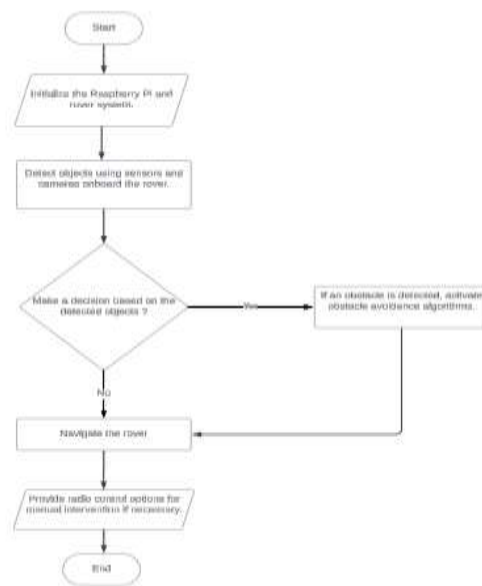 Start
Initialize the Raspberry Pi and
rover system.
Detect objects using sensors and
cameras onboard the rover.
Make a decision based on the
detected objects ?
Yes
If an obstacle is detected, activate
obstacle avoidance algorithms.
No
Navigate the rover
Provide radio control options for
manual intervention if necessary.
End